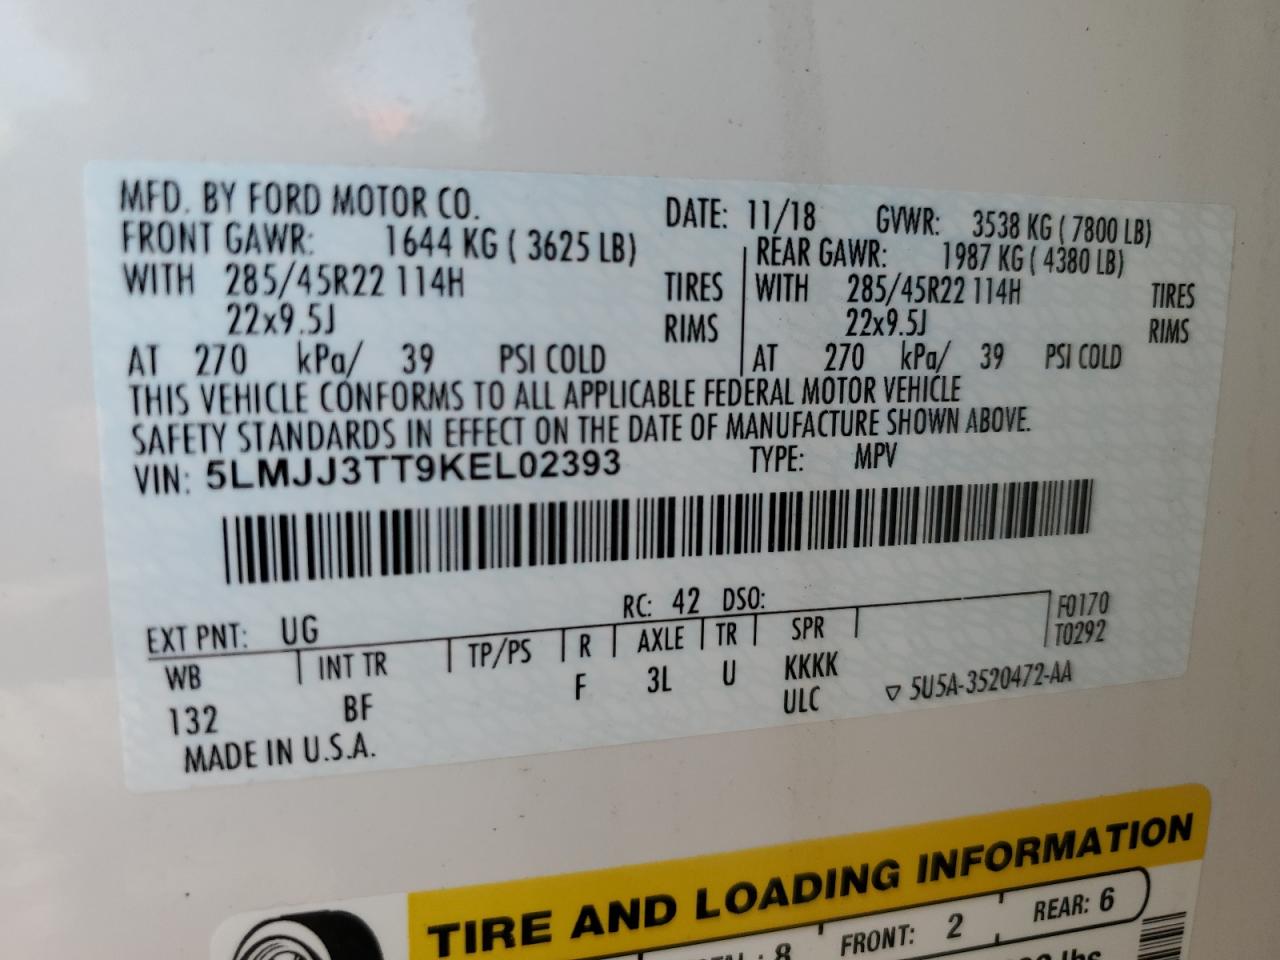 MFD. BY FORD MOTOR CO. DATE: 11/18 GVWR: 3538 KG ( 7800 LB)
FRONT GAWR: 1644 KG ( 3625 LB) REAR GAWR: 1987 KG ( 4380 LB)
WITH 285/45R22 114H TIRES WITH 285/45R22 114H TIRES
22x9.5J RIMS 22x9.5J RIMS
AT 270 kPa/ 39 PSI COLD AT 270 kPa/ 39 PSI COLD
THIS VEHICLE CONFORMS TO ALL APPLICABLE FEDERAL MOTOR VEHICLE
SAFETY STANDARDS IN EFFECT ON THE DATE OF MANUFACTURE SHOWN ABOVE.
VIN: 5LMJJ3TT9KEL02393 TYPE: MPV
EXT PNT: UG RC: 42 DSO: F0170
WB INT TR TP/PS R AXLE TR SPR T0292
132 BF F 3L U KKKK
ULC ▽ 5U5A-3520472-AA
MADE IN U.S.A.
TIRE AND LOADING INFORMATION
8 FRONT: 2 REAR: 6
lbs